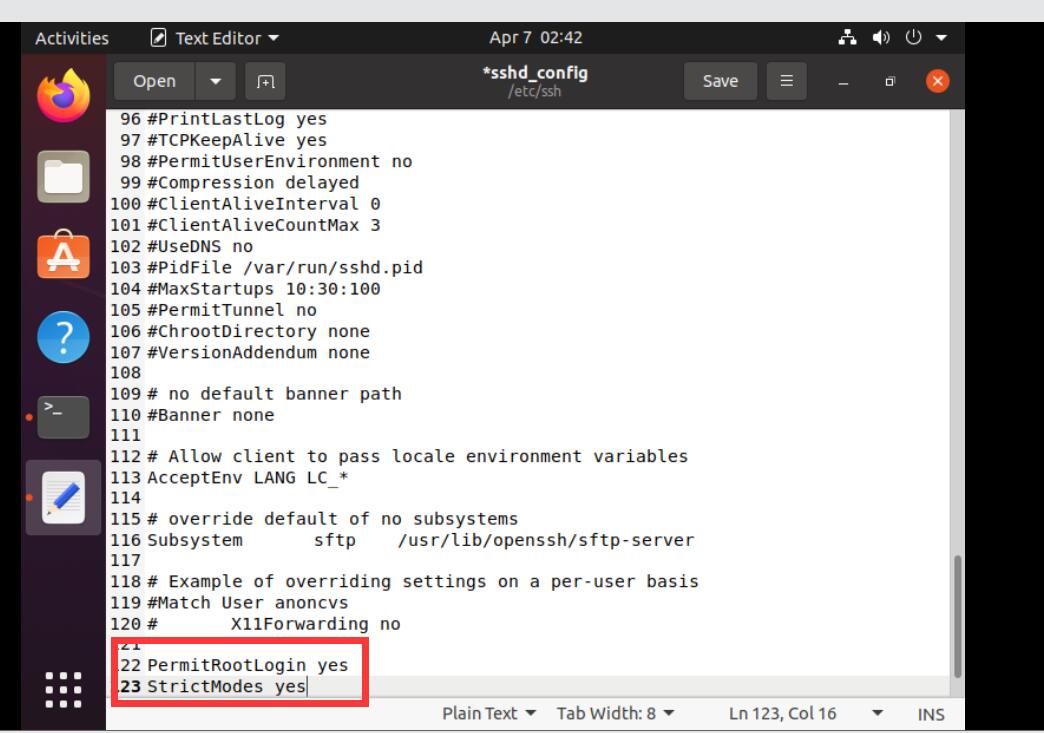 Activities Text Editor Apr 7 02:42
Open *sshd_config Save
/etc/ssh
96 #PrintLastLog yes
97 #TCPKeepAlive yes
98 #PermitUserEnvironment no
99 #Compression delayed
100 #ClientAliveInterval 0
101 #ClientAliveCountMax 3
102 #UseDNS no
103 #PidFile /var/run/sshd.pid
104 #MaxStartups 10:30:100
105 #PermitTunnel no
106 #ChrootDirectory none
107 #VersionAddendum none
108
109 # no default banner path
110 #Banner none
111
112 # Allow client to pass locale environment variables
113 AcceptEnv LANG LC_*
114
115 # override default of no subsystems
116 Subsystem sftp /usr/lib/openssh/sftp-server
117
118 # Example of overriding settings on a per-user basis
119 #Match User anoncvs
120 # X11Forwarding no
121
122 PermitRootLogin yes
123 StrictModes yes
Plain Text Tab Width: 8 Ln 123, Col 16 INS